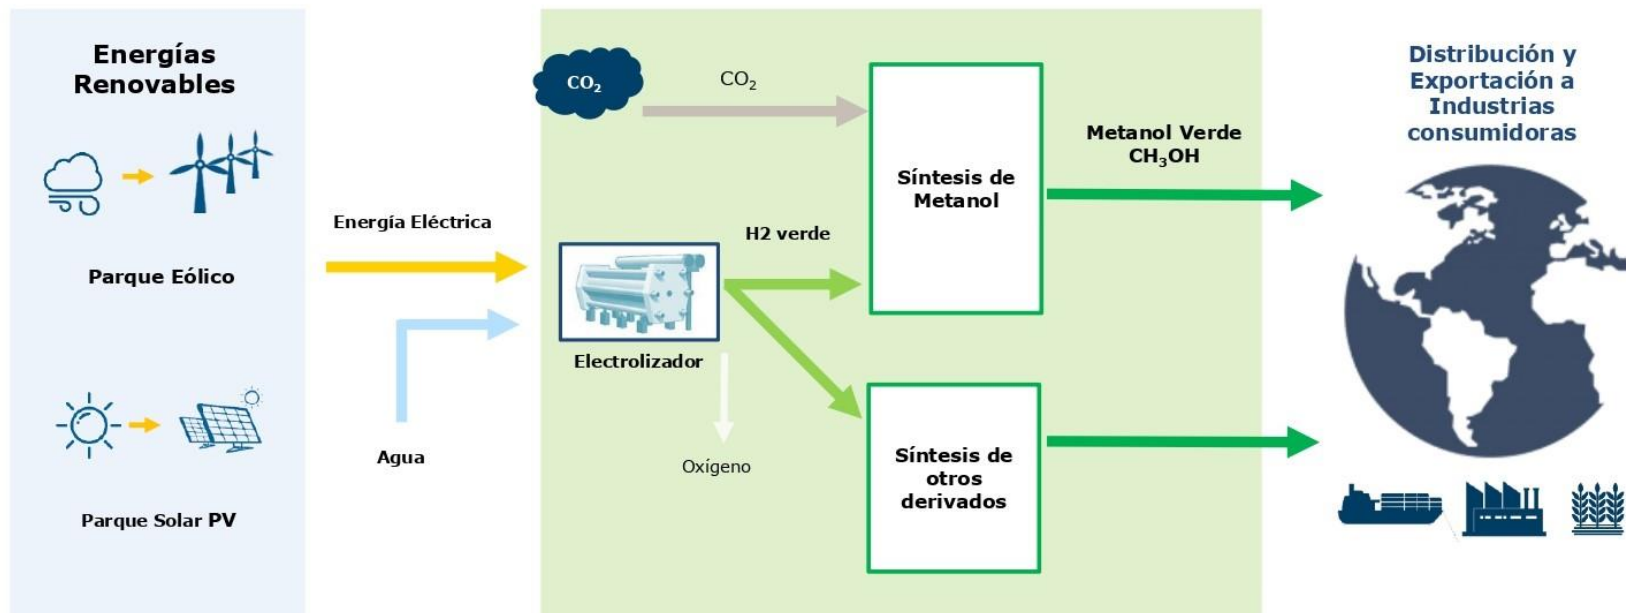 Energías
Renovables
Parque Eólico
Parque Solar PV
Energía Eléctrica
Agua
CO₂
CO₂
Electrolizador
Oxígeno
H2 verde
Síntesis de
Metanol
Síntesis de
otros
derivados
Metanol Verde
CH₃OH
Distribución y
Exportación a
Industrias
consumidoras